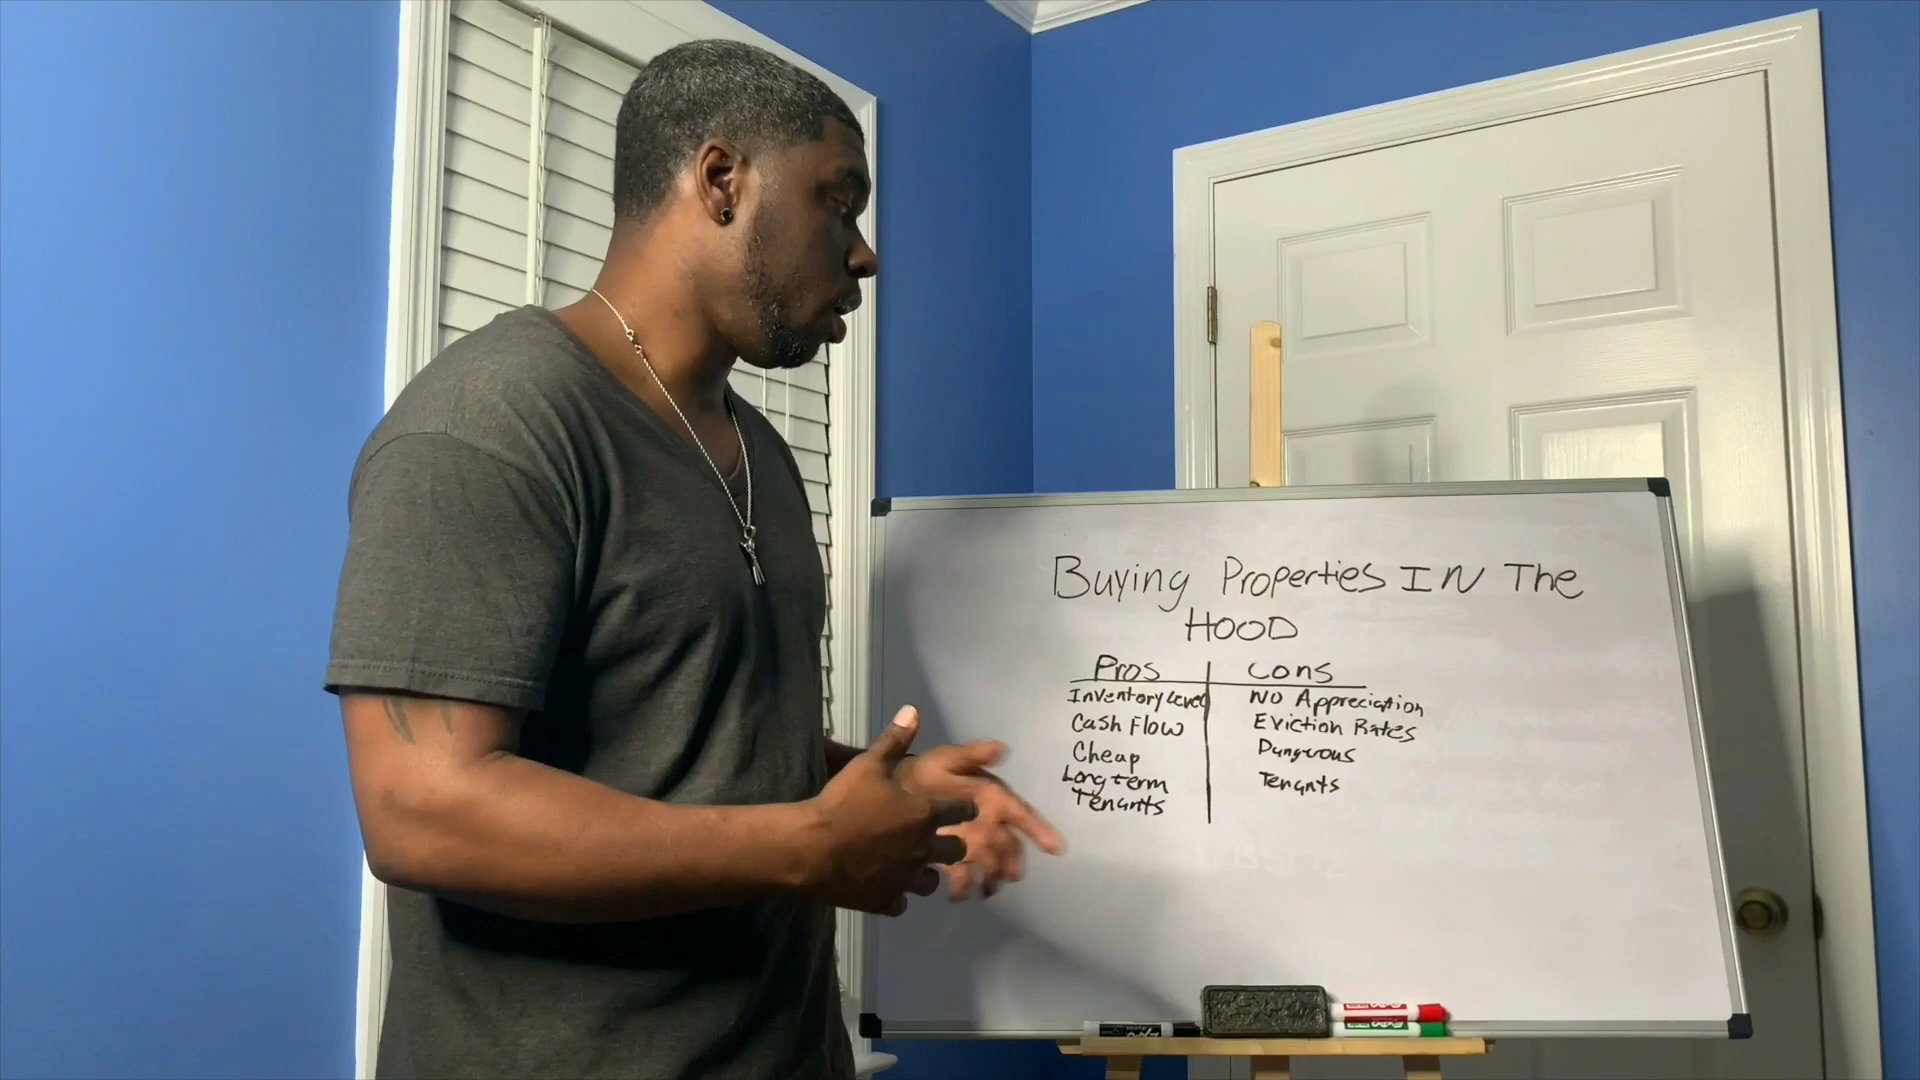 Buying Properties IN The
HOOD
Pros
Cons
Inventory Level
Cash Flow
Cheap
Long term
Tenants
No Appreciation
Eviction Rates
Dangerous
Tenants
EXPO